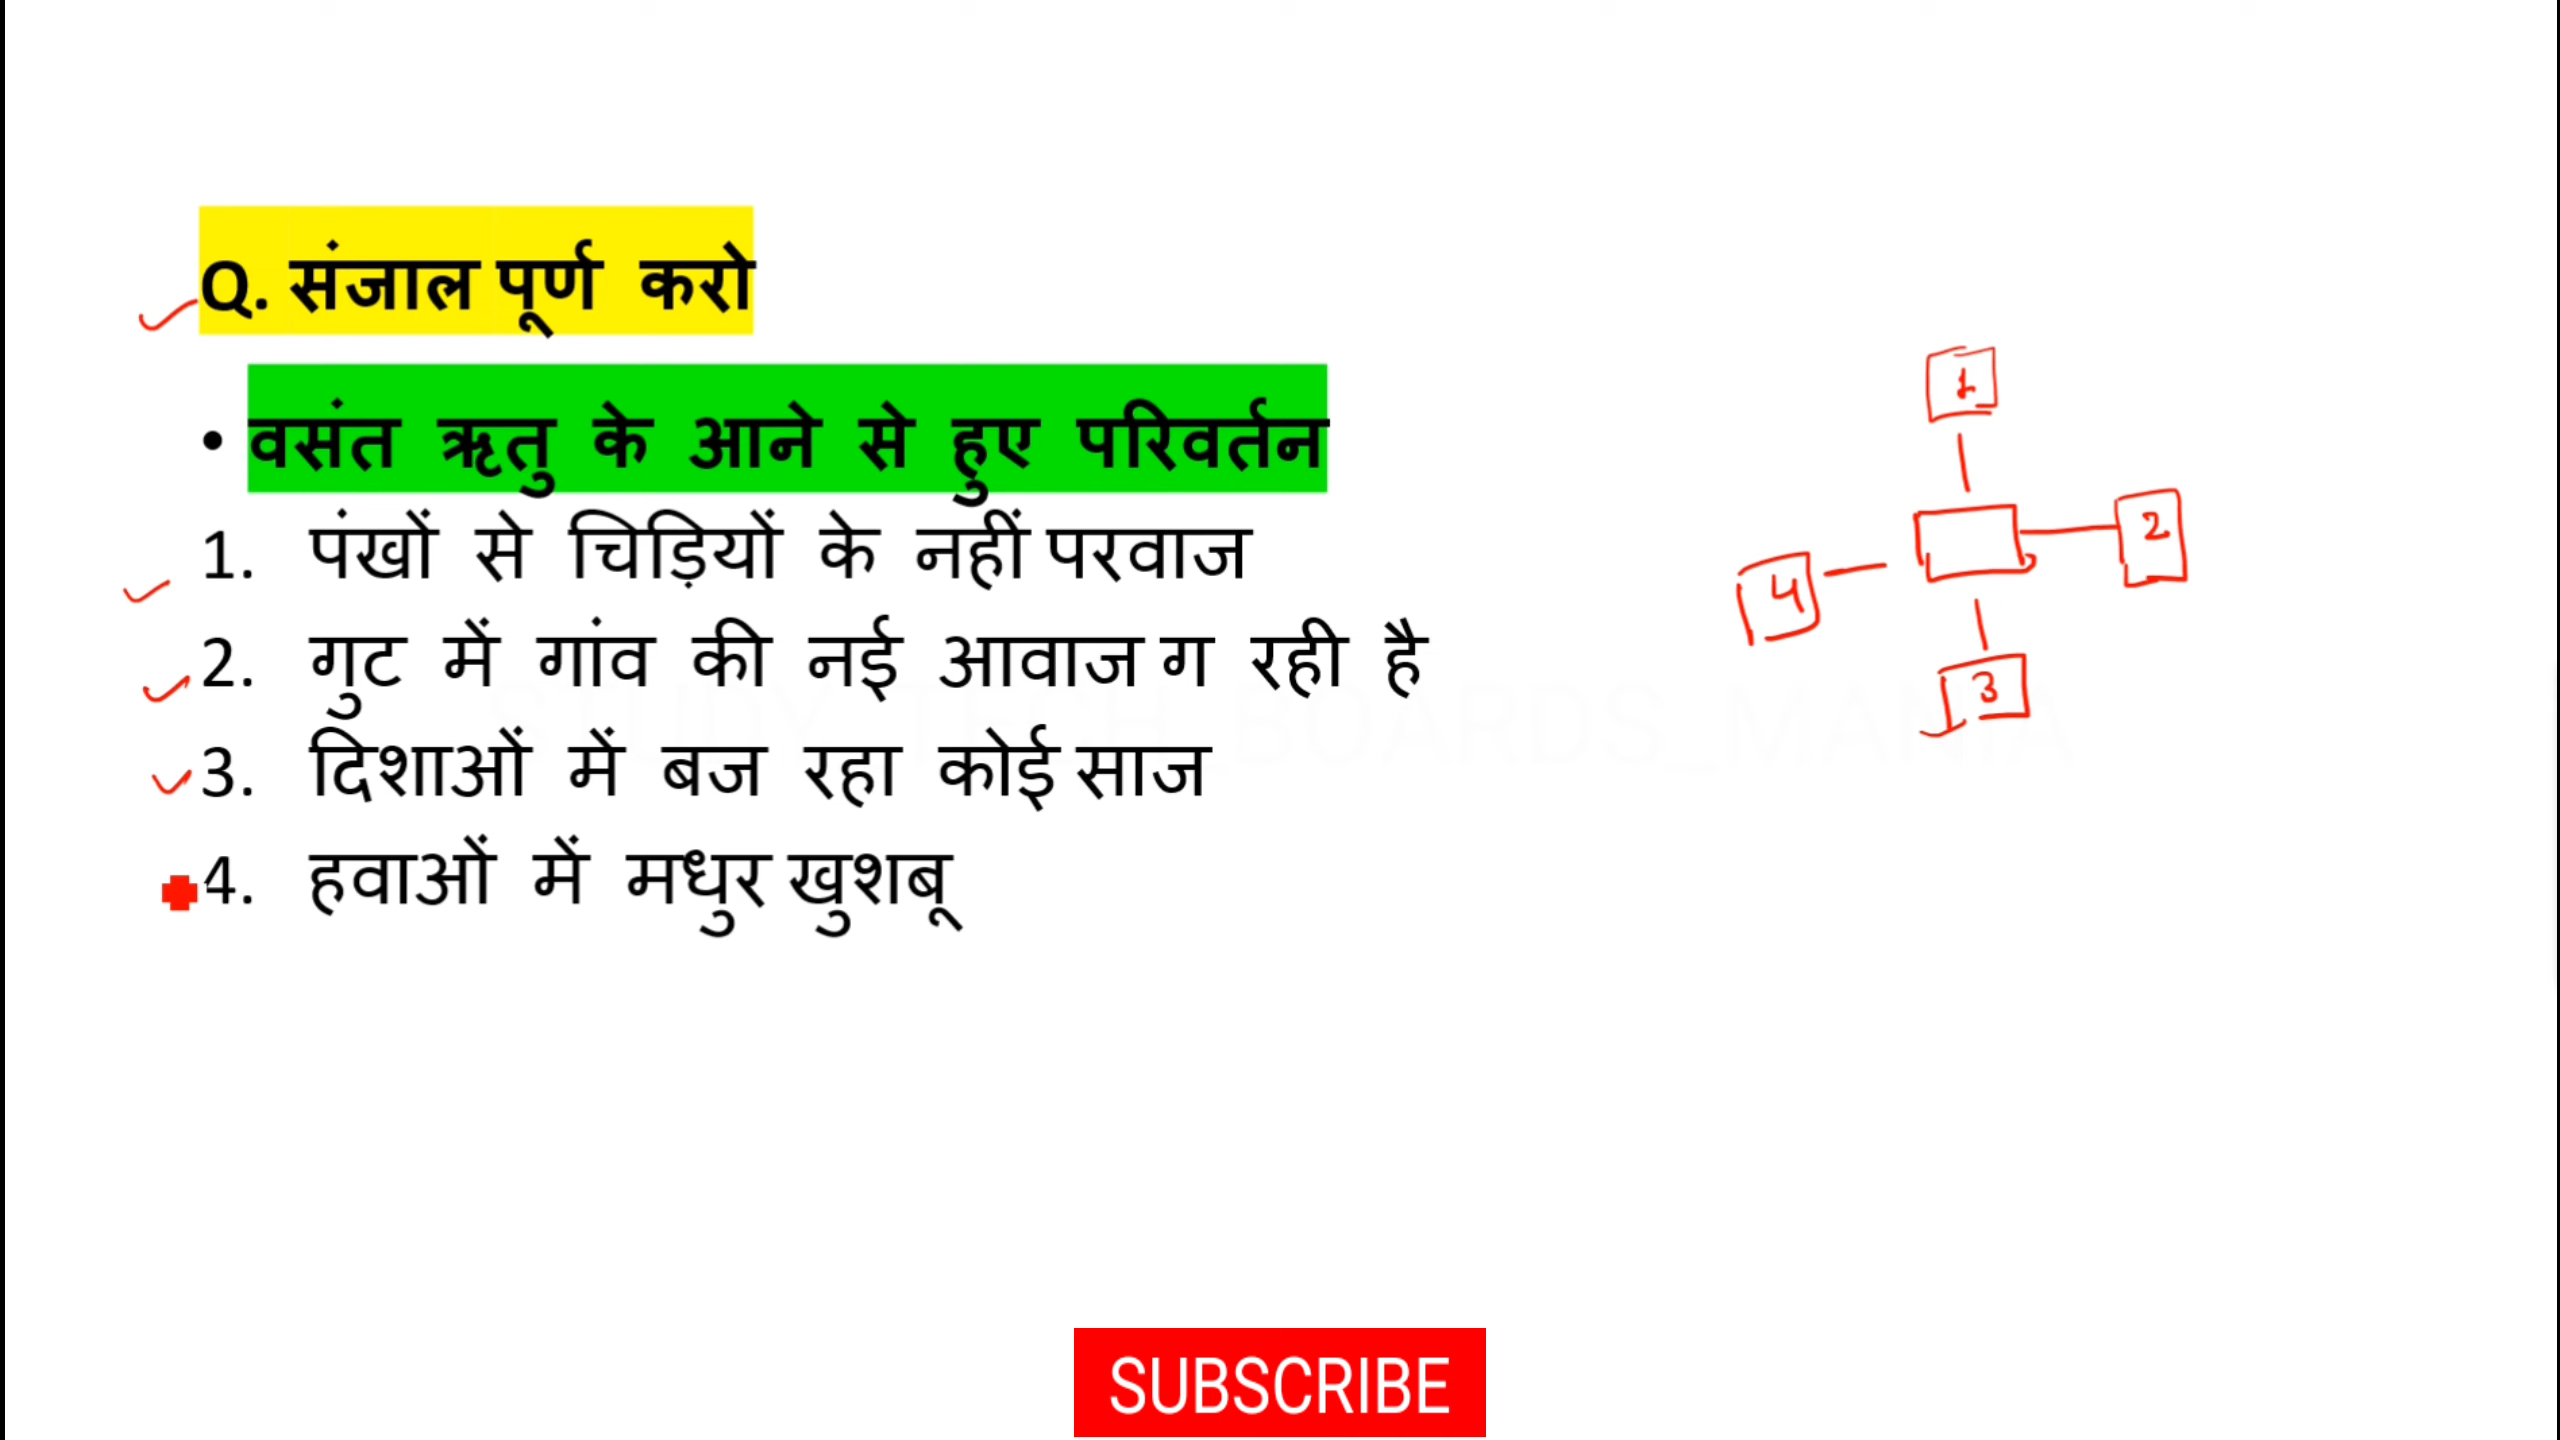 Q. संजाल पूर्ण करो
• वसंत ऋतु के आने से हुए परिवर्तन
1. पंखों से चिड़ियों के नहीं परवाज
2. गुट में गांव की नई आवाज ग रही है
3. दिशाओं में बज रहा कोई साज
4. हवाओं में मधुर खुशबू
1
2
4
3
STUDY_TECH_BOARDS_MANIA
SUBSCRIBE